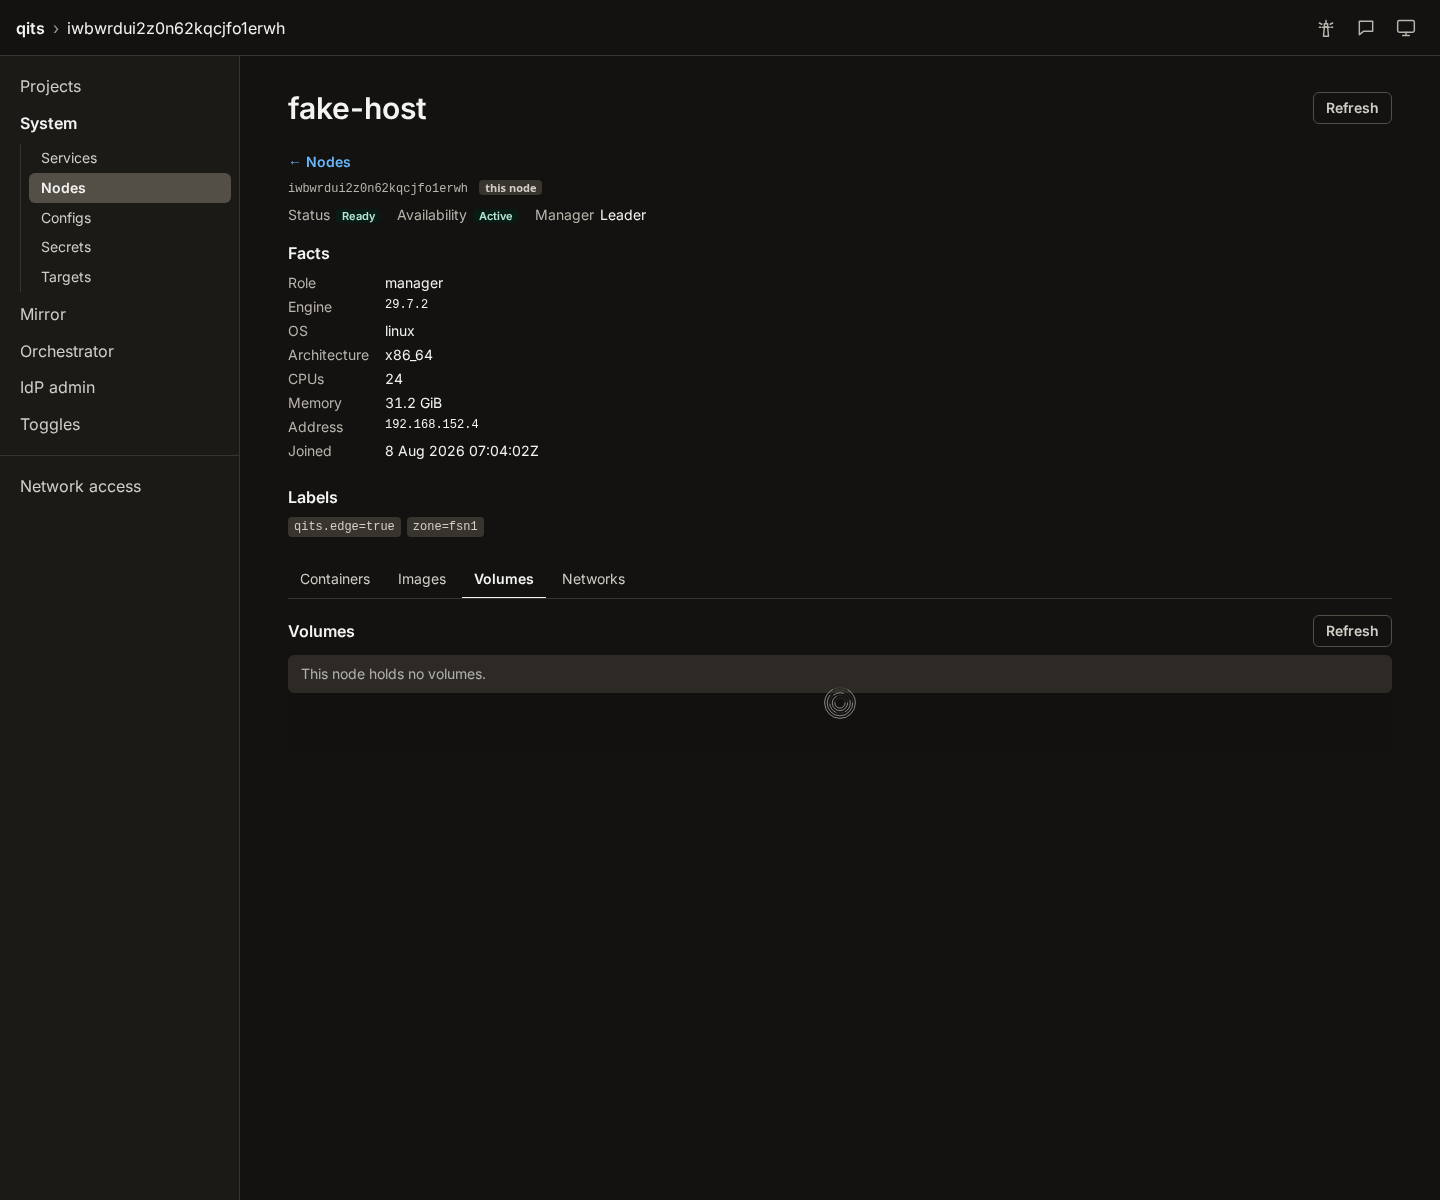 qits › iwbwrdui2z0n62kqcjfo1erwh
Projects
System
Services
Nodes
Configs
Secrets
Targets
Mirror
Orchestrator
IdP admin
Toggles
Network access
fake-host
Refresh
← Nodes
iwbwrdui2z0n62kqcjfo1erwh this node
Status Ready Availability Active Manager Leader
Facts
Role manager
Engine 29.7.2
OS linux
Architecture x86_64
CPUs 24
Memory 31.2 GiB
Address 192.168.152.4
Joined 8 Aug 2026 07:04:02Z
Labels
qits.edge=true zone=fsn1
Containers Images Volumes Networks
Volumes
Refresh
This node holds no volumes.